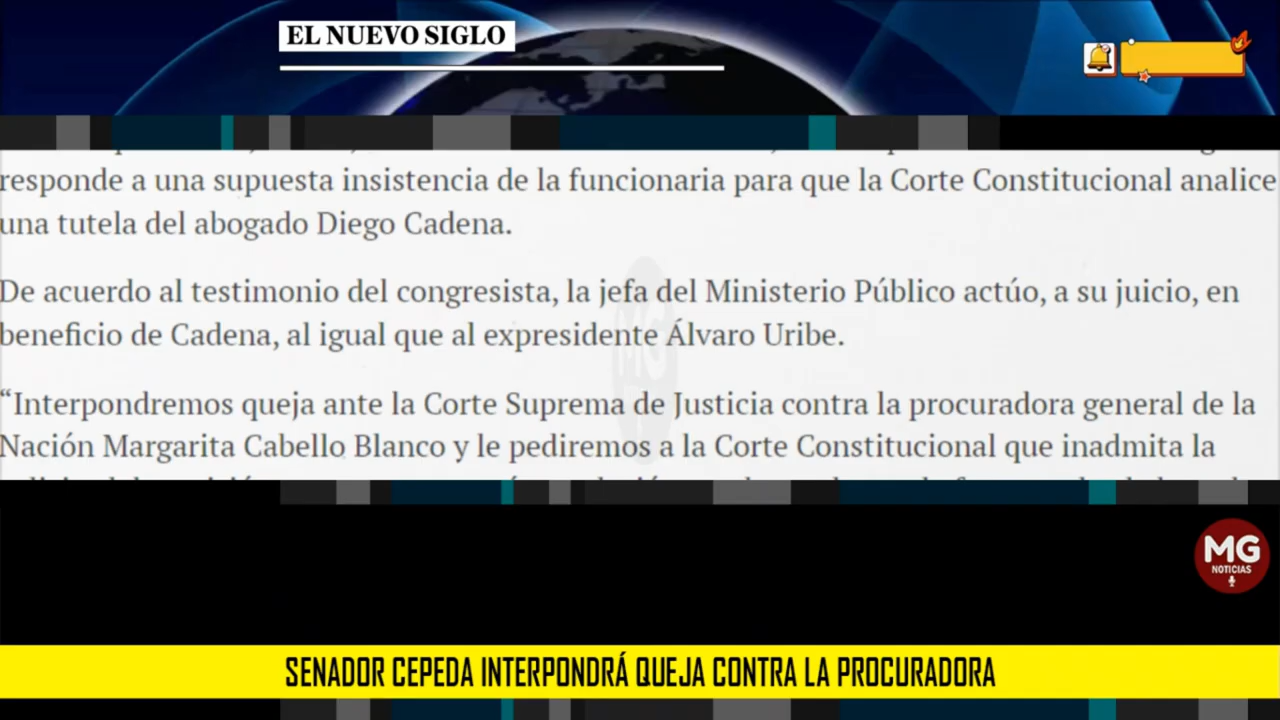 EL NUEVO SIGLO
responde a una supuesta insistencia de la funcionaria para que la Corte Constitucional analice
una tutela del abogado Diego Cadena.
De acuerdo al testimonio del congresista, la jefa del Ministerio Público actúo, a su juicio, en
beneficio de Cadena, al igual que al expresidente Álvaro Uribe.
“Interpondremos queja ante la Corte Suprema de Justicia contra la procuradora general de la
Nación Margarita Cabello Blanco y le pediremos a la Corte Constitucional que inadmita la
MG
NOTICIAS
SENADOR CEPEDA INTERPONDRÁ QUEJA CONTRA LA PROCURADORA